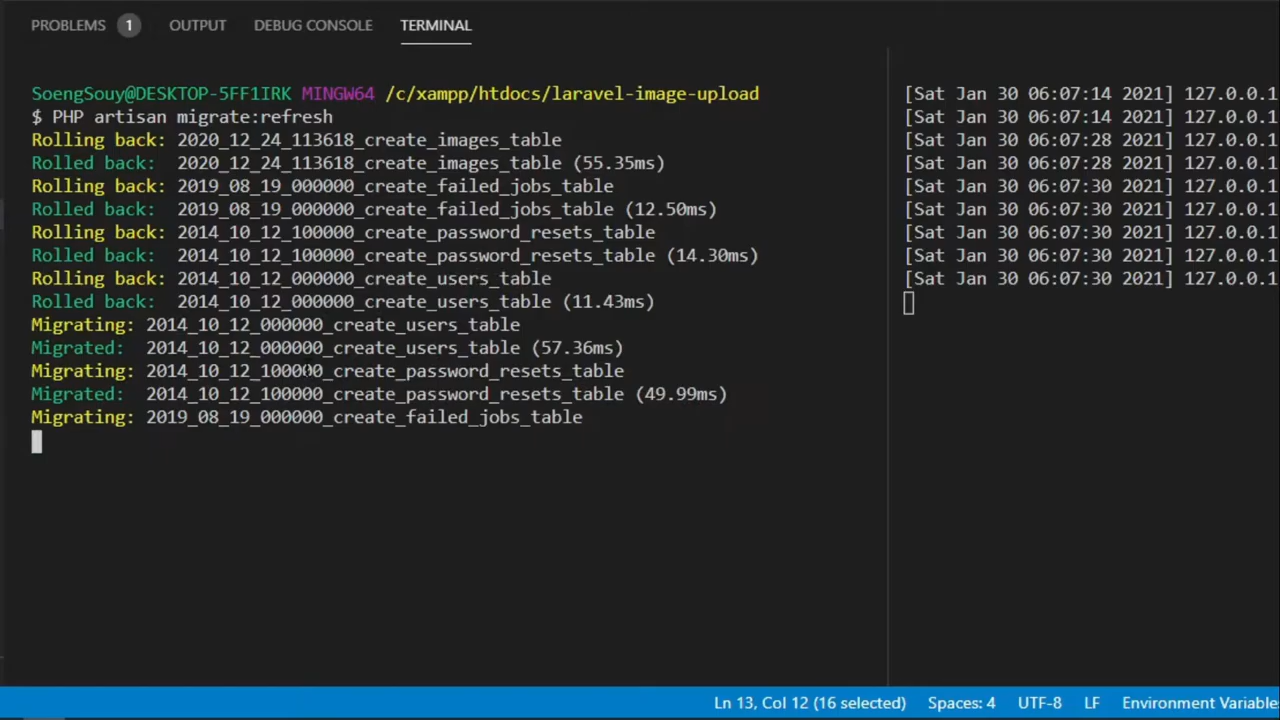 PROBLEMS 1 OUTPUT DEBUG CONSOLE TERMINAL
SoengSouy@DESKTOP-5FF1IRK MINGW64 /c/xampp/htdocs/laravel-image-upload
$ PHP artisan migrate:refresh
Rolling back: 2020_12_24_113618_create_images_table
Rolled back: 2020_12_24_113618_create_images_table (55.35ms)
Rolling back: 2019_08_19_000000_create_failed_jobs_table
Rolled back: 2019_08_19_000000_create_failed_jobs_table (12.50ms)
Rolling back: 2014_10_12_100000_create_password_resets_table
Rolled back: 2014_10_12_100000_create_password_resets_table (14.30ms)
Rolling back: 2014_10_12_000000_create_users_table
Rolled back: 2014_10_12_000000_create_users_table (11.43ms)
Migrating: 2014_10_12_000000_create_users_table
Migrated: 2014_10_12_000000_create_users_table (57.36ms)
Migrating: 2014_10_12_100000_create_password_resets_table
Migrated: 2014_10_12_100000_create_password_resets_table (49.99ms)
Migrating: 2019_08_19_000000_create_failed_jobs_table
[Sat Jan 30 06:07:14 2021] 127.0.0.1
[Sat Jan 30 06:07:14 2021] 127.0.0.1
[Sat Jan 30 06:07:28 2021] 127.0.0.1
[Sat Jan 30 06:07:28 2021] 127.0.0.1
[Sat Jan 30 06:07:30 2021] 127.0.0.1
[Sat Jan 30 06:07:30 2021] 127.0.0.1
[Sat Jan 30 06:07:30 2021] 127.0.0.1
[Sat Jan 30 06:07:30 2021] 127.0.0.1
[Sat Jan 30 06:07:30 2021] 127.0.0.1
Ln 13, Col 12 (16 selected) Spaces: 4 UTF-8 LF Environment Variable